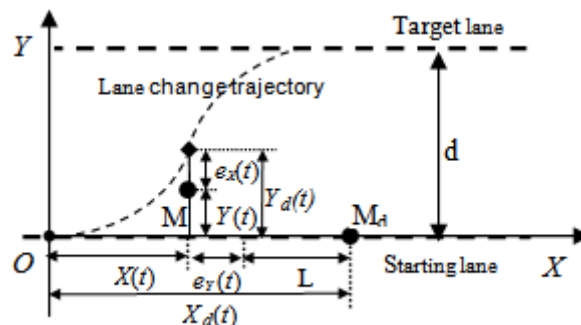 Y
Target lane
Lane change trajectory
d
e_X(t)
Y_d(t)
M
Y(t)
M_d
O
X(t)
e_Y(t)
L
Starting lane
X
X_d(t)